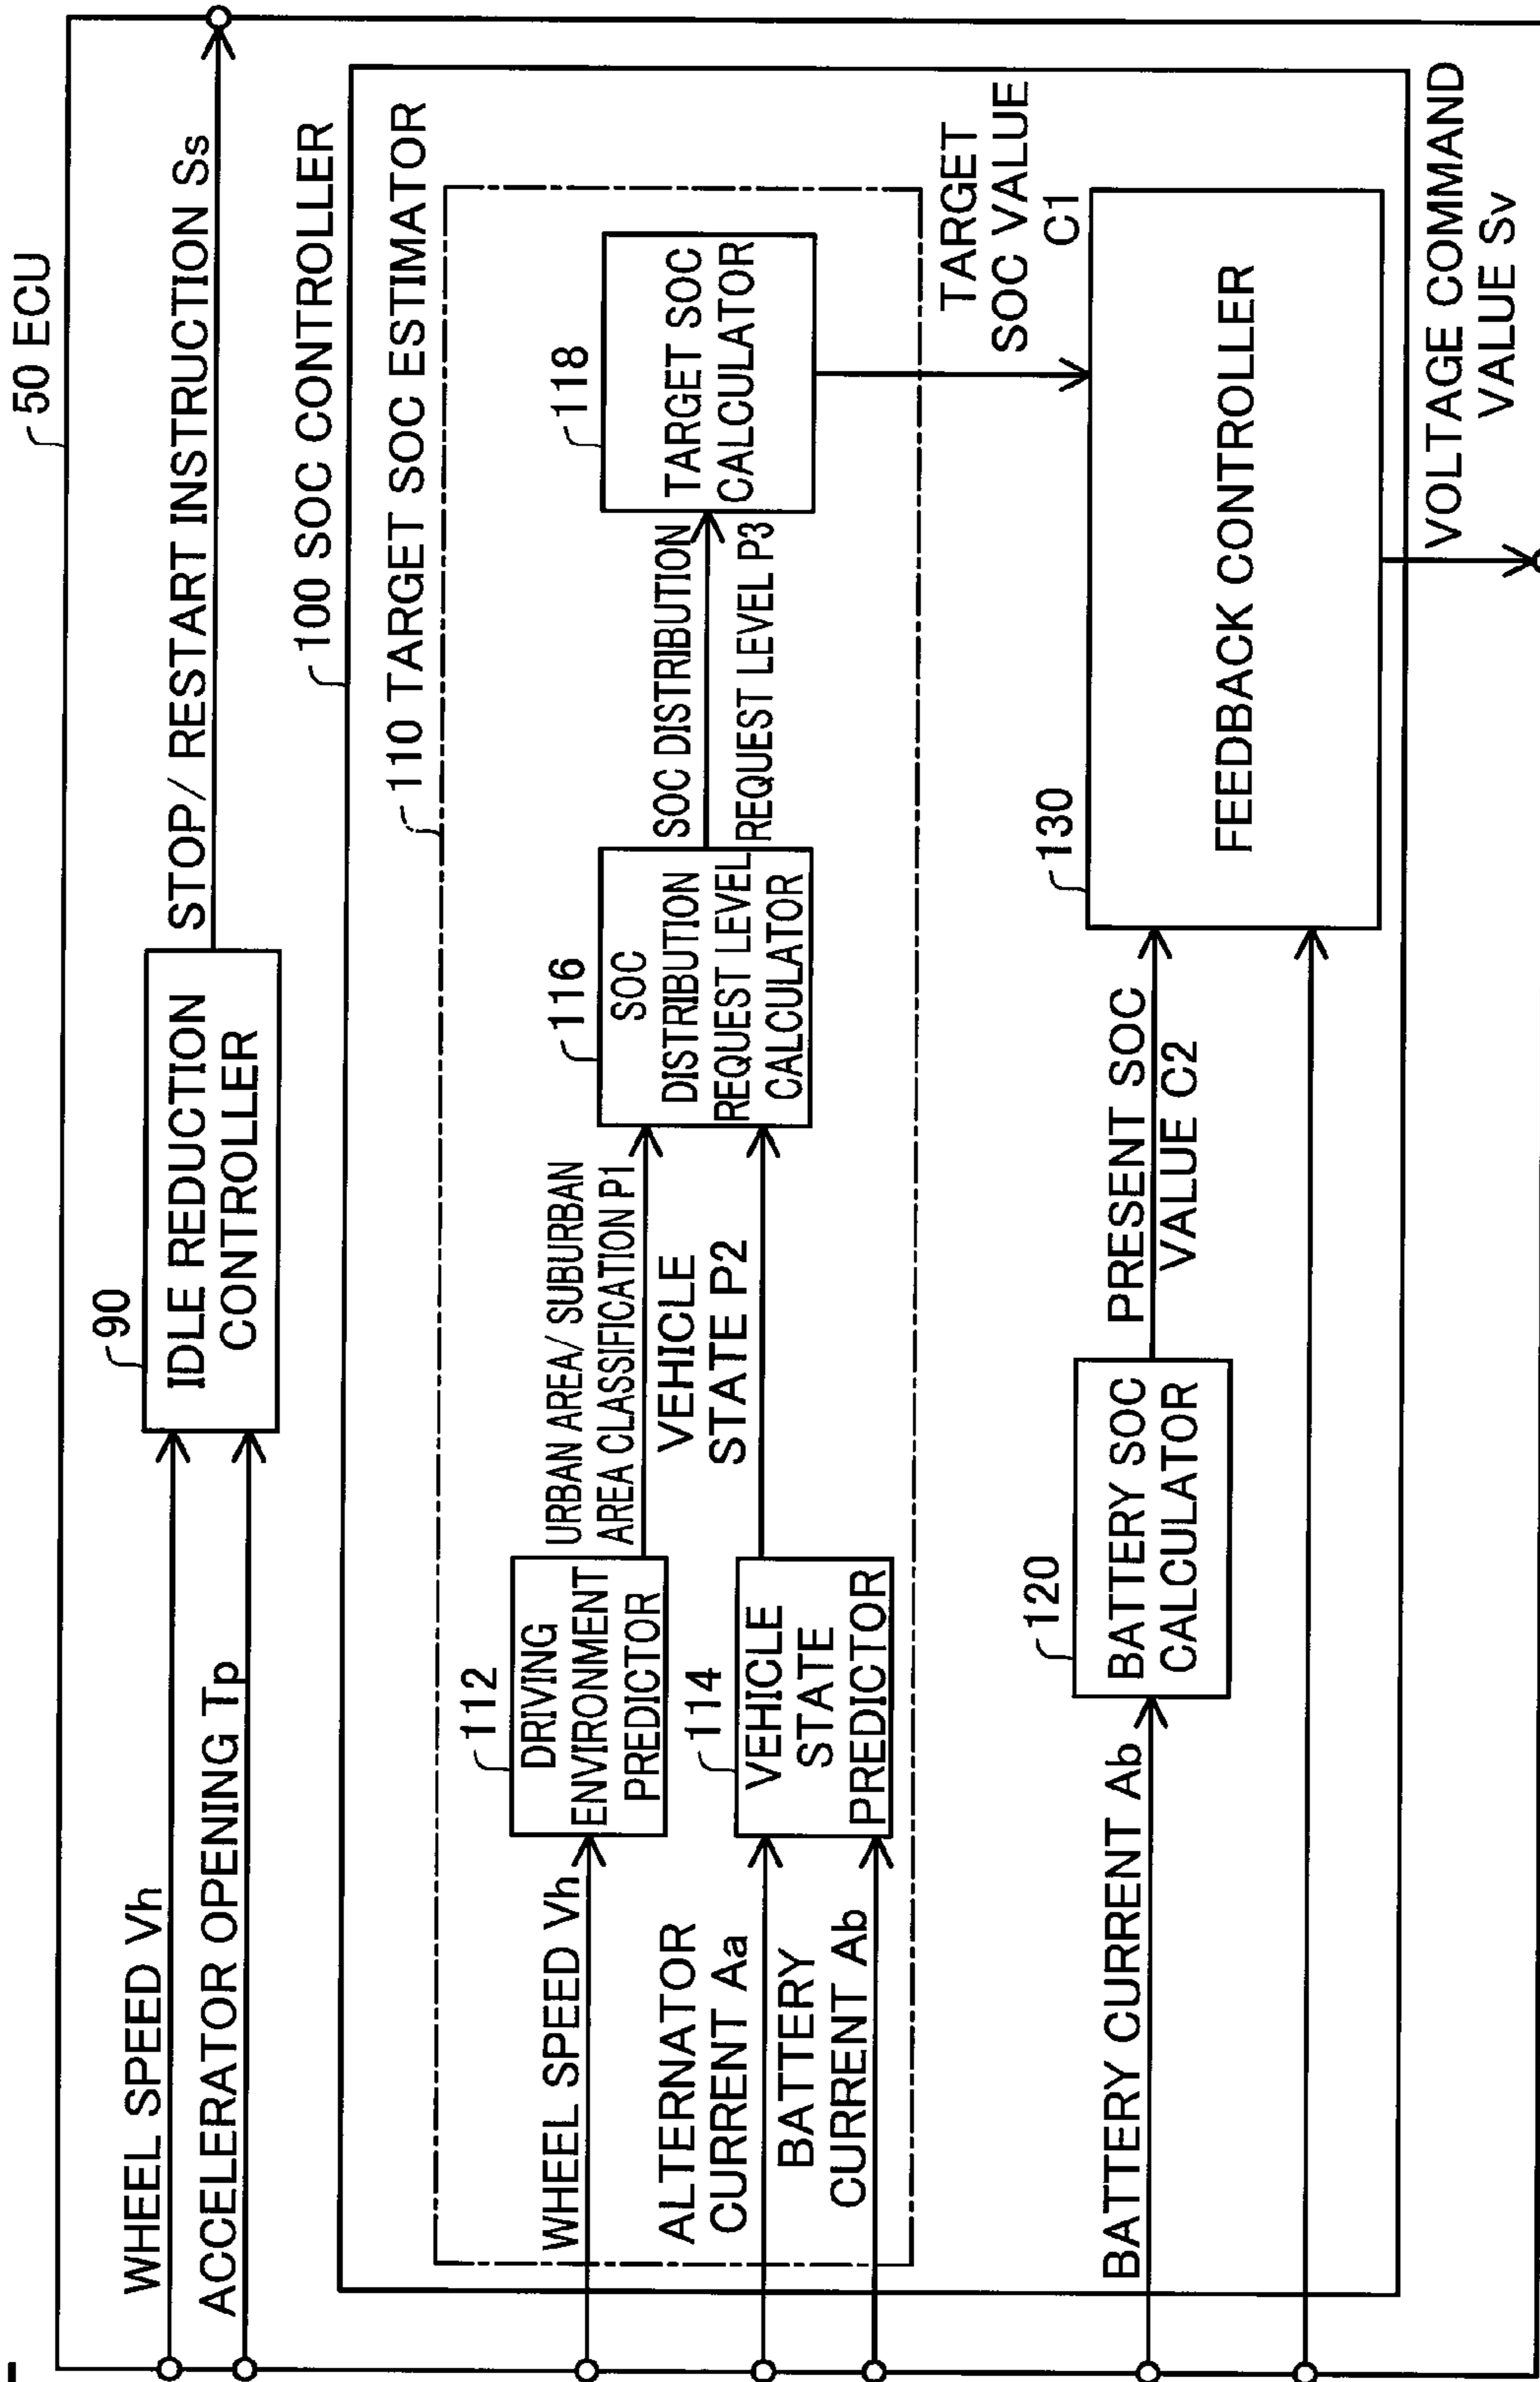 50 ECU
WHEEL SPEED Vh
ACCELERATOR OPENING Tp
90
IDLE REDUCTION
CONTROLLER
STOP/ RESTART INSTRUCTION Ss
100 SOC CONTROLLER
110 TARGET SOC ESTIMATOR
WHEEL SPEED Vh
112
DRIVING
ENVIRONMENT
PREDICTOR
URBAN AREA/ SUBURBAN
AREA CLASSIFICATION P1
ALTERNATOR
CURRENT Aa
BATTERY
CURRENT Ab
114
VEHICLE
STATE
PREDICTOR
VEHICLE
STATE P2
116
SOC
DISTRIBUTION
REQUEST LEVEL
CALCULATOR
SOC DISTRIBUTION
REQUEST LEVEL P3
118
TARGET SOC
CALCULATOR
TARGET
SOC VALUE
C1
BATTERY CURRENT Ab
120
BATTERY SOC
CALCULATOR
PRESENT SOC
VALUE C2
130
FEEDBACK CONTROLLER
VOLTAGE COMMAND
VALUE Sv